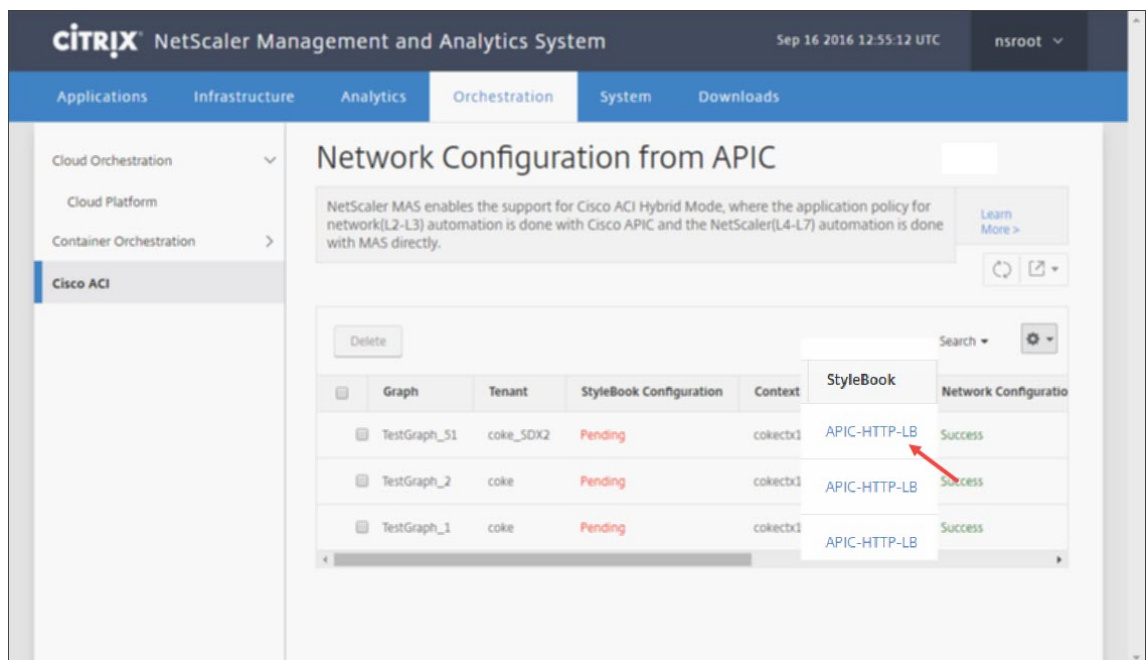 CİTRIX NetScaler Management and Analytics System
Sep 16 2016 12:55:12 UTC
nsroot
Applications Infrastructure Analytics Orchestration System Downloads
Cloud Orchestration
Cloud Platform
Container Orchestration
Cisco ACI
Network Configuration from APIC
NetScaler MAS enables the support for Cisco ACI Hybrid Mode, where the application policy for
network(L2-L3) automation is done with Cisco APIC and the NetScaler(L4-L7) automation is done
with MAS directly.
Learn
More >
Delete
Search
Graph Tenant StyleBook Configuration Context StyleBook Network Configuratio
TestGraph_51 coke_SDX2 Pending cokectx1 APIC-HTTP-LB Success
TestGraph_2 coke Pending cokectx1 APIC-HTTP-LB Success
TestGraph_1 coke Pending cokectx1 APIC-HTTP-LB Success